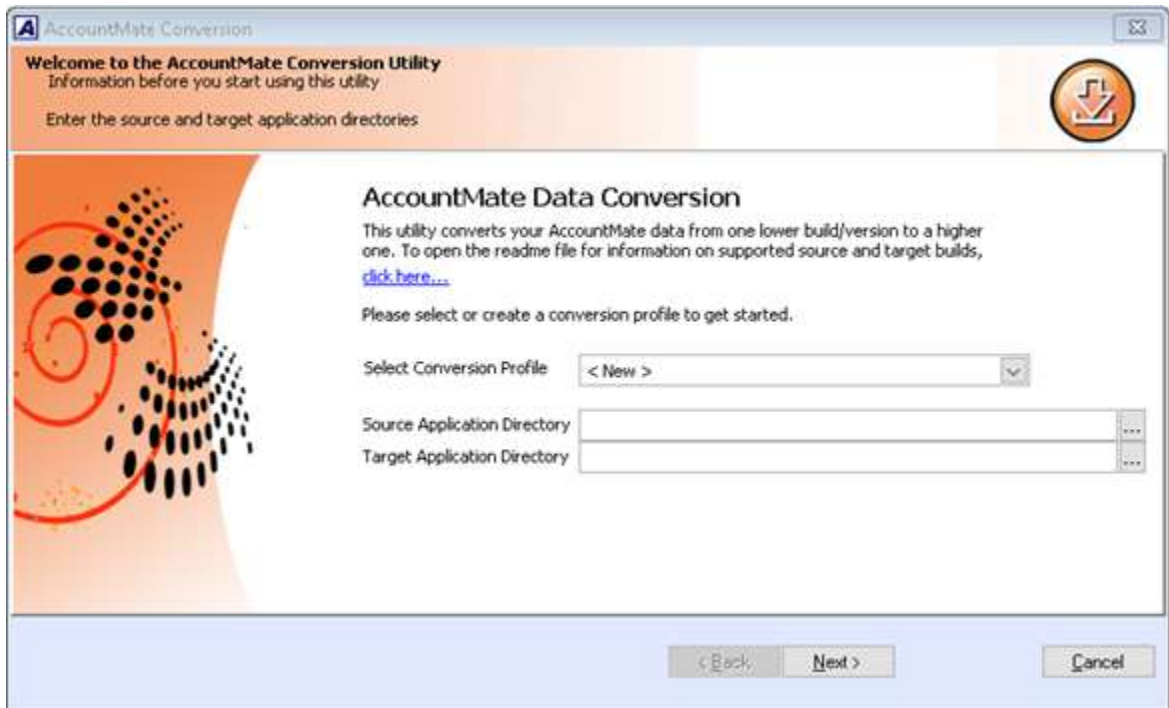 A AccountMate Conversion
Welcome to the AccountMate Conversion Utility
Information before you start using this utility
Enter the source and target application directories
AccountMate Data Conversion
This utility converts your AccountMate data from one lower build/version to a higher
one. To open the readme file for information on supported source and target builds,
click here...
Please select or create a conversion profile to get started.
Select Conversion Profile < New >
Source Application Directory ...
Target Application Directory ...
< Back Next > Cancel